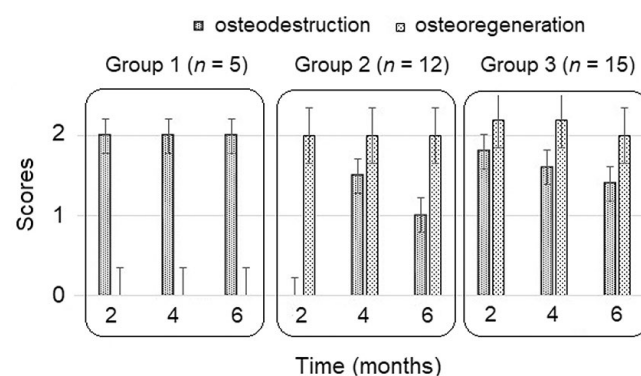 osteodestruction osteoregeneration
Group 1 (n = 5) Group 2 (n = 12) Group 3 (n = 15)
2
1
0
Scores
2 4 6 2 4 6 2 4 6
Time (months)